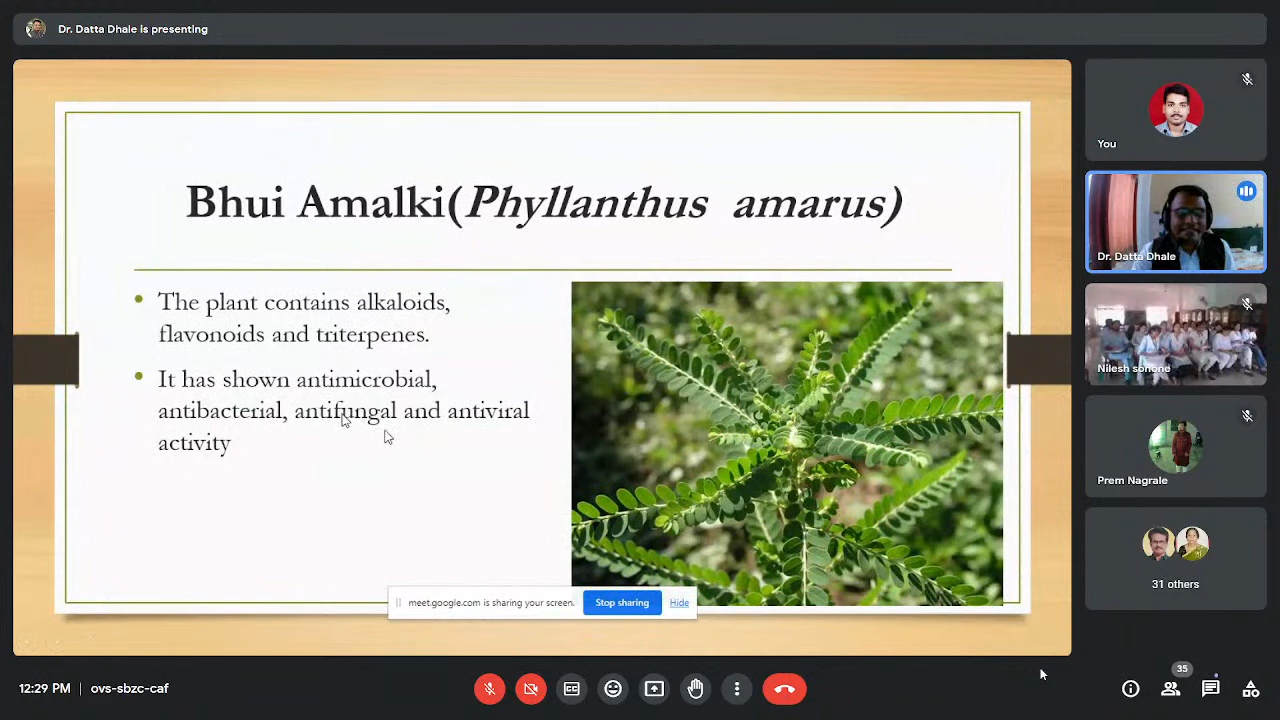 Dr. Datta Dhale is presenting
Bhui Amalki(Phyllanthus amarus)
The plant contains alkaloids,
flavonoids and triterpenes.
It has shown antimicrobial,
antibacterial, antifungal and antiviral
activity
meet.google.com is sharing your screen.
Stop sharing
Hide
You
Dr. Datta Dhale
Nilesh sonone
Prem Nagrale
31 others
12:29 PM
ovs-sbzc-caf
35